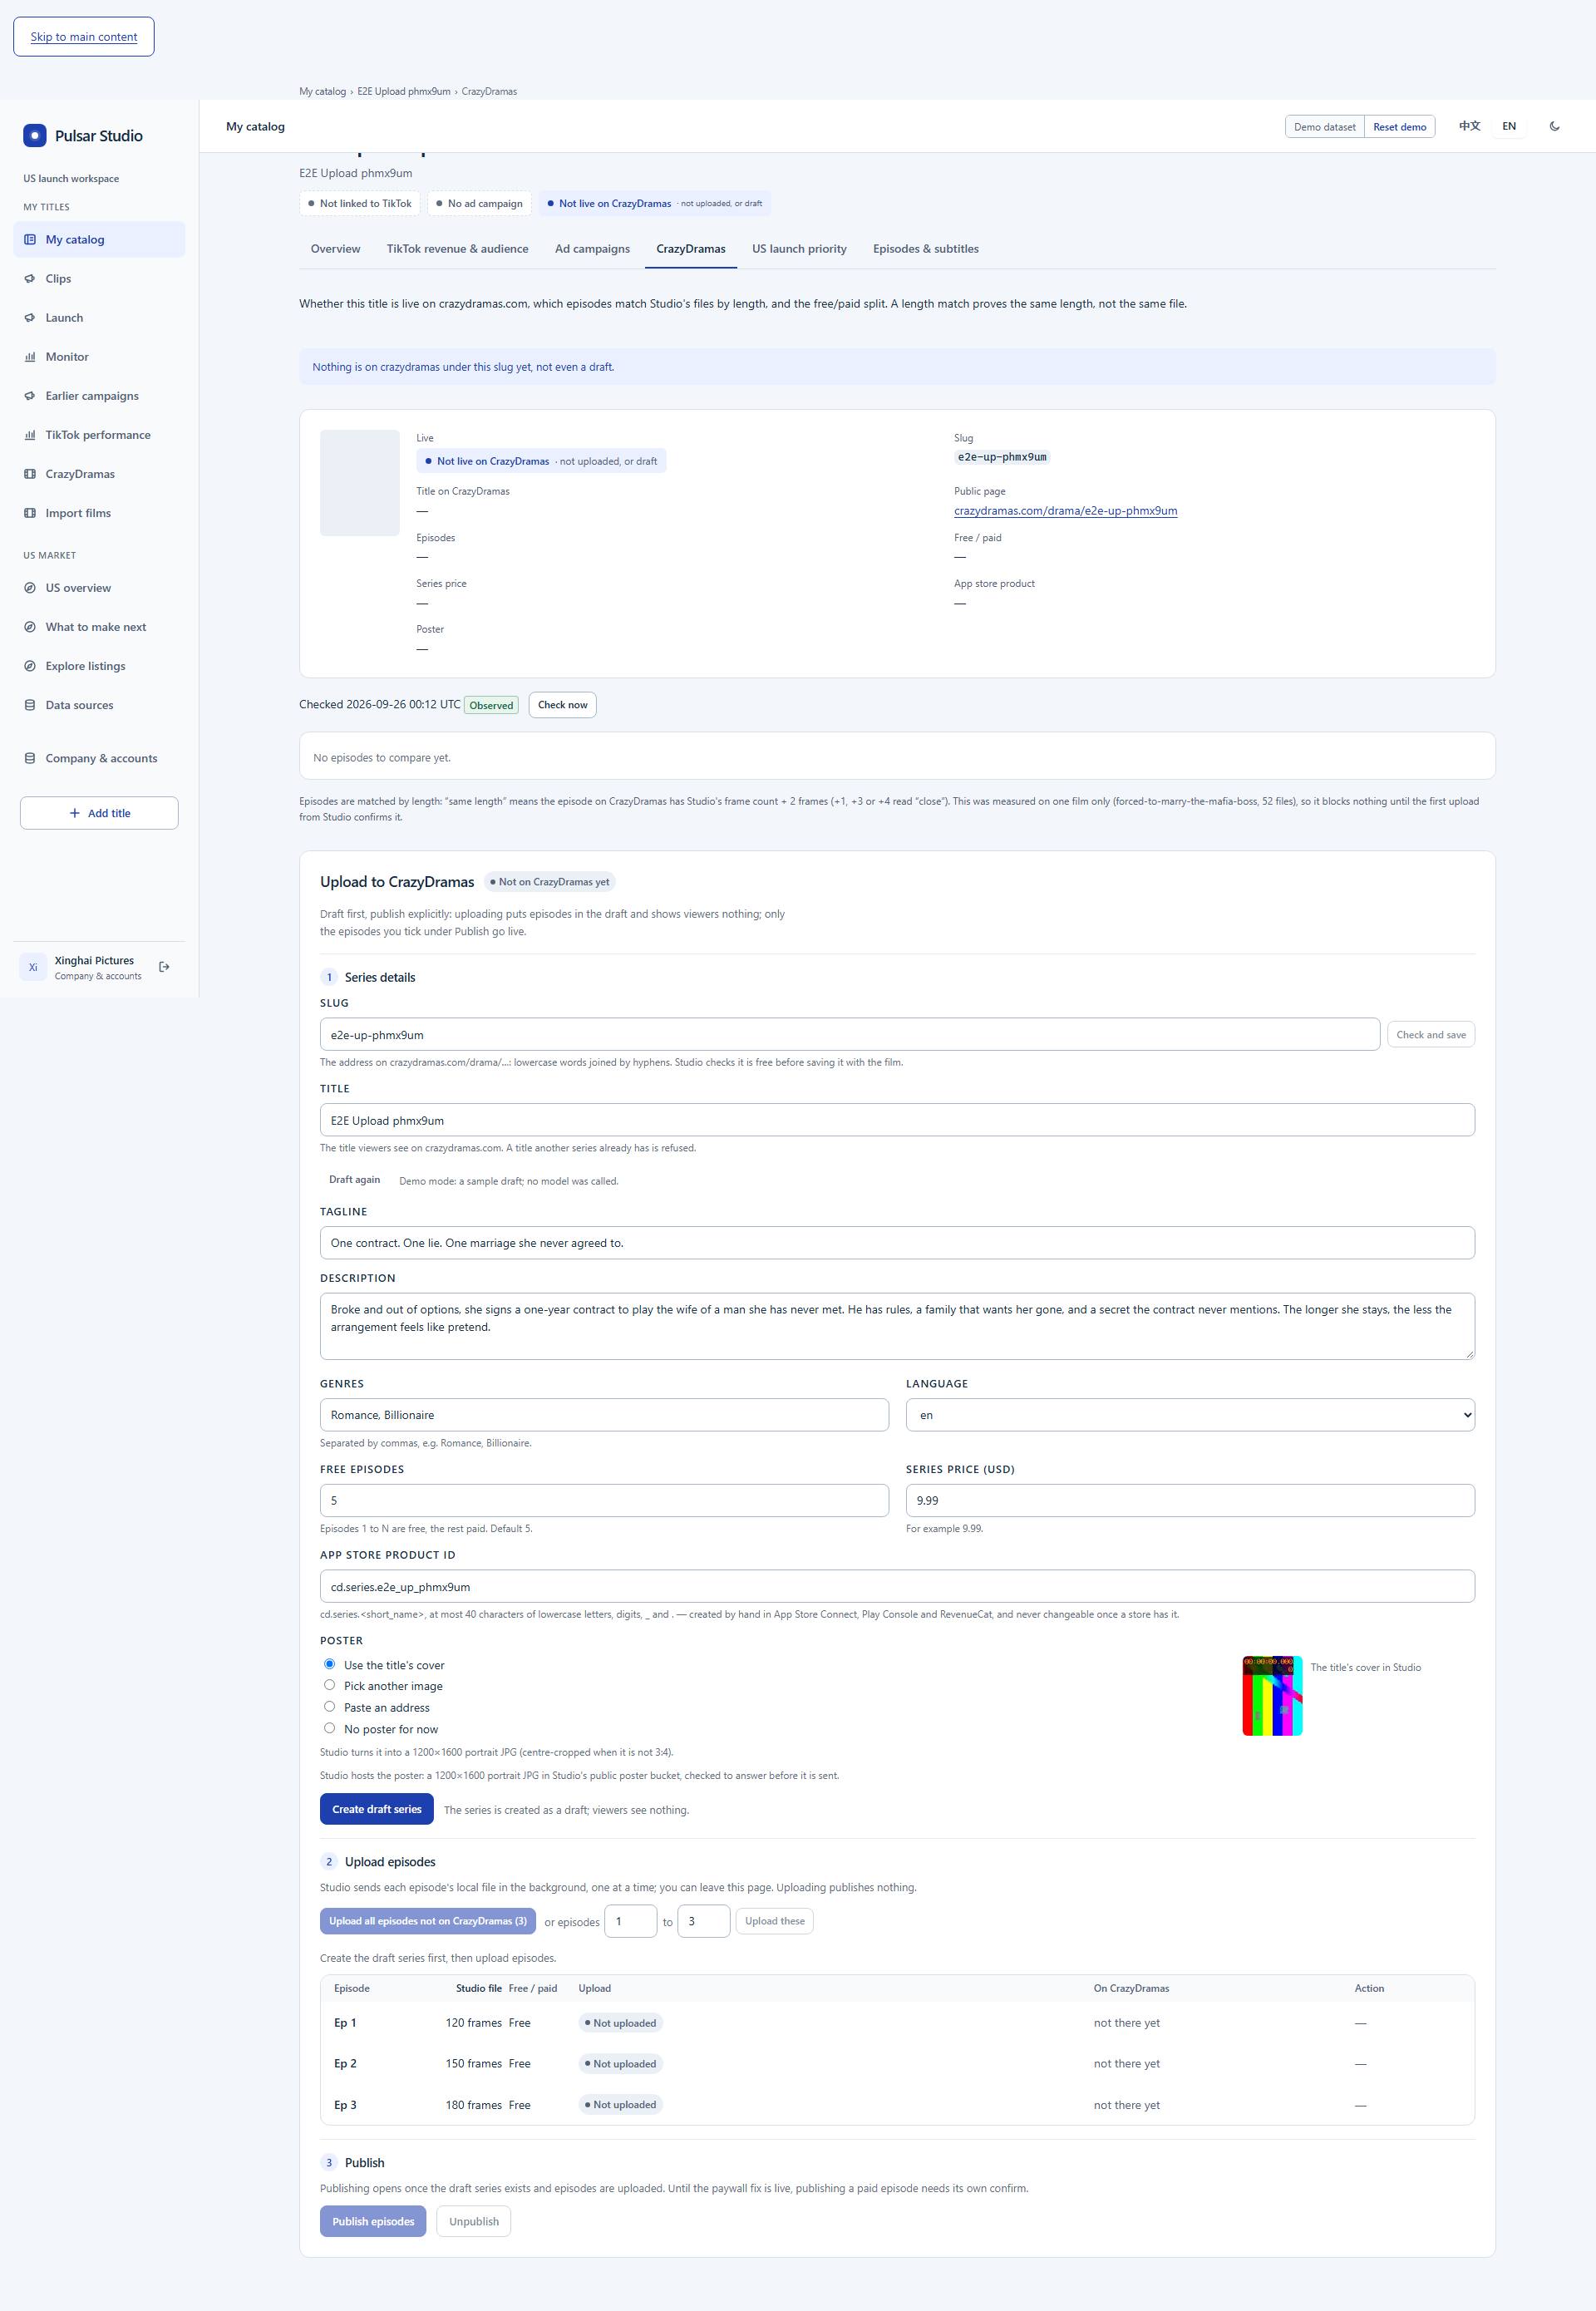 Skip to main content
My catalog › E2E Upload phmx9um › CrazyDramas
Pulsar Studio
My catalog
Demo dataset
Reset demo
中文
EN
US launch workspace
MY TITLES
My catalog
Clips
Launch
Monitor
Earlier campaigns
TikTok performance
CrazyDramas
Import films
US MARKET
US overview
What to make next
Explore listings
Data sources
Company & accounts
+ Add title
Xi
Xinghai Pictures
Company & accounts
E2E Upload phmx9um
Not linked to TikTok
No ad campaign
Not live on CrazyDramas · not uploaded, or draft
Overview
TikTok revenue & audience
Ad campaigns
CrazyDramas
US launch priority
Episodes & subtitles
Whether this title is live on crazydramas.com, which episodes match Studio's files by length, and the free/paid split. A length match proves the same length, not the same file.
Nothing is on crazydramas under this slug yet, not even a draft.
Live
Not live on CrazyDramas · not uploaded, or draft
Slug
e2e-up-phmx9um
Title on CrazyDramas
—
Public page
crazydramas.com/drama/e2e-up-phmx9um
Episodes
—
Free / paid
—
Series price
—
App store product
—
Poster
—
Checked 2026-09-26 00:12 UTC Observed Check now
No episodes to compare yet.
Episodes are matched by length: “same length” means the episode on CrazyDramas has Studio's frame count + 2 frames (+1, +3 or +4 read “close”). This was measured on one film only (forced-to-marry-the-mafia-boss, 52 files), so it blocks nothing until the first upload
from Studio confirms it.
Upload to CrazyDramas
Not on CrazyDramas yet
Draft first, publish explicitly: uploading puts episodes in the draft and shows viewers nothing; only
the episodes you tick under Publish go live.
1 Series details
SLUG
e2e-up-phmx9um
Check and save
The address on crazydramas.com/drama/...: lowercase words joined by hyphens. Studio checks it is free before saving it with the film.
TITLE
E2E Upload phmx9um
The title viewers see on crazydramas.com. A title another series already has is refused.
Draft again
Demo mode: a sample draft; no model was called.
TAGLINE
One contract. One lie. One marriage she never agreed to.
DESCRIPTION
Broke and out of options, she signs a one-year contract to play the wife of a man she has never met. He has rules, a family that wants her gone, and a secret the contract never mentions. The longer she stays, the less the
arrangement feels like pretend.
GENRES
Romance, Billionaire
Separated by commas, e.g. Romance, Billionaire.
LANGUAGE
en
FREE EPISODES
5
Episodes 1 to N are free, the rest paid. Default 5.
SERIES PRICE (USD)
9.99
For example 9.99.
APP STORE PRODUCT ID
cd.series.e2e_up_phmx9um
cd.series.<short_name>, at most 40 characters of lowercase letters, digits, _ and . — created by hand in App Store Connect, Play Console and RevenueCat, and never changeable once a store has it.
POSTER
Use the title's cover
Pick another image
Paste an address
No poster for now
The title's cover in Studio
Studio turns it into a 1200×1600 portrait JPG (centre-cropped when it is not 3:4).
Studio hosts the poster: a 1200×1600 portrait JPG in Studio's public poster bucket, checked to answer before it is sent.
Create draft series
The series is created as a draft; viewers see nothing.
2 Upload episodes
Studio sends each episode's local file in the background, one at a time; you can leave this page. Uploading publishes nothing.
Upload all episodes not on CrazyDramas (3)
or episodes 1 to 3 Upload these
Create the draft series first, then upload episodes.
Episode Studio file Free / paid Upload On CrazyDramas Action
Ep 1 120 frames Free Not uploaded not there yet —
Ep 2 150 frames Free Not uploaded not there yet —
Ep 3 180 frames Free Not uploaded not there yet —
3 Publish
Publishing opens once the draft series exists and episodes are uploaded. Until the paywall fix is live, publishing a paid episode needs its own confirm.
Publish episodes
Unpublish